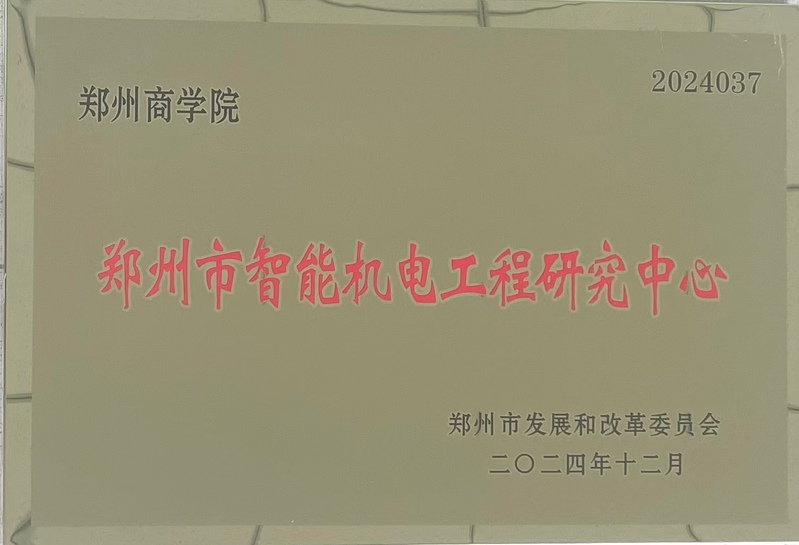 郑州商学院
2024037
郑州市智能机电工程研究中心
郑州市发展和改革委员会
二〇二四年十二月